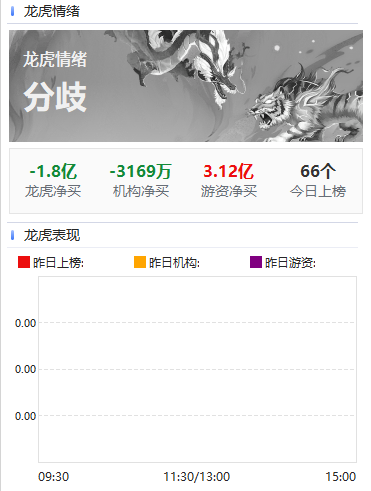 龙虎情绪
龙虎情绪
分歧
-1.8亿 -3169万 3.12亿 66个
龙虎净买 机构净买 游资净买 今日上榜
龙虎表现
昨日上榜: 昨日机构: 昨日游资:
0.00
0.00
0.00
09:30 11:30/13:00 15:00